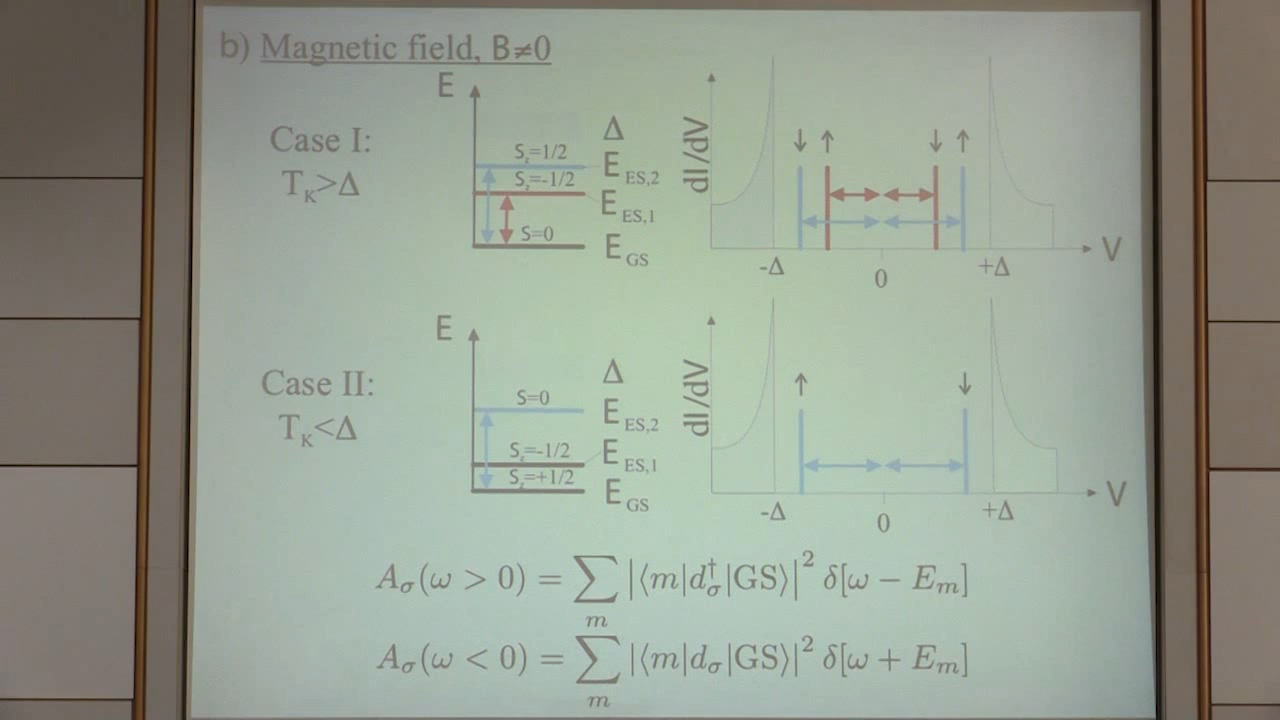 b) Magnetic field, B≠0
Case I:
T_K>Δ
E
Δ
S_z=1/2
E_ES,2
S_z=-1/2
E_ES,1
S=0
E_GS
dI/dV
↓ ↑ ↓ ↑
-Δ 0 +Δ V
Case II:
T_K<Δ
E
Δ
S=0
E_ES,2
S_z=-1/2
E_ES,1
S_z=+1/2
E_GS
dI/dV
↑ ↓
-Δ 0 +Δ V
A_σ(ω > 0) = ∑_m |⟨m|d†_σ|GS⟩|² δ[ω − E_m]
A_σ(ω < 0) = ∑_m |⟨m|d_σ|GS⟩|² δ[ω + E_m]